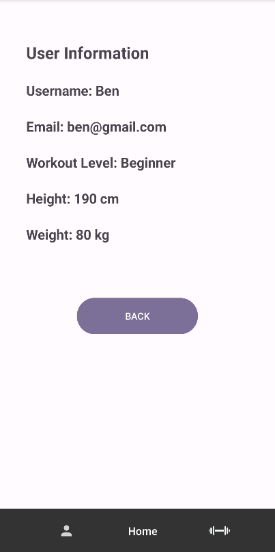 User Information
Username: Ben
Email: ben@gmail.com
Workout Level: Beginner
Height: 190 cm
Weight: 80 kg
BACK
Home